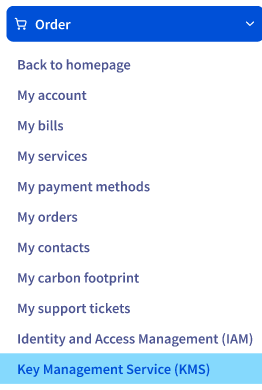 Order
Back to homepage
My account
My bills
My services
My payment methods
My orders
My contacts
My carbon footprint
My support tickets
Identity and Access Management (IAM)
Key Management Service (KMS)